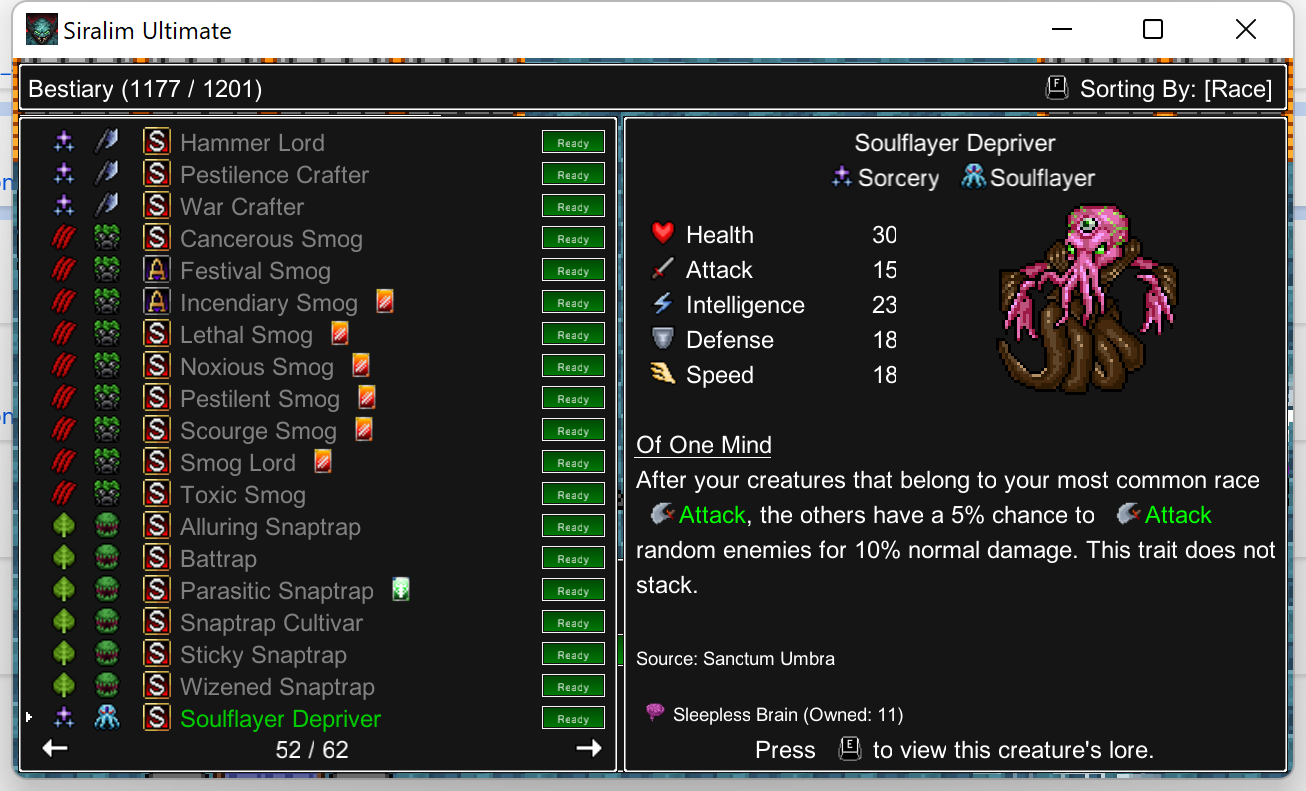 Siralim Ultimate
Bestiary (1177 / 1201)
F Sorting By: [Race]
S Hammer Lord Ready
S Pestilence Crafter Ready
S War Crafter Ready
S Cancerous Smog Ready
A Festival Smog Ready
A Incendiary Smog Ready
S Lethal Smog Ready
S Noxious Smog Ready
S Pestilent Smog Ready
S Scourge Smog Ready
S Smog Lord Ready
S Toxic Smog Ready
S Alluring Snaptrap Ready
S Battrap Ready
S Parasitic Snaptrap Ready
S Snaptrap Cultivar Ready
S Sticky Snaptrap Ready
S Wizened Snaptrap Ready
S Soulflayer Depriver Ready
52 / 62
Soulflayer Depriver
Sorcery Soulflayer
Health 30
Attack 15
Intelligence 23
Defense 18
Speed 18
Of One Mind
After your creatures that belong to your most common race
Attack, the others have a 5% chance to Attack
random enemies for 10% normal damage. This trait does not
stack.
Source: Sanctum Umbra
Sleepless Brain (Owned: 11)
Press E to view this creature's lore.